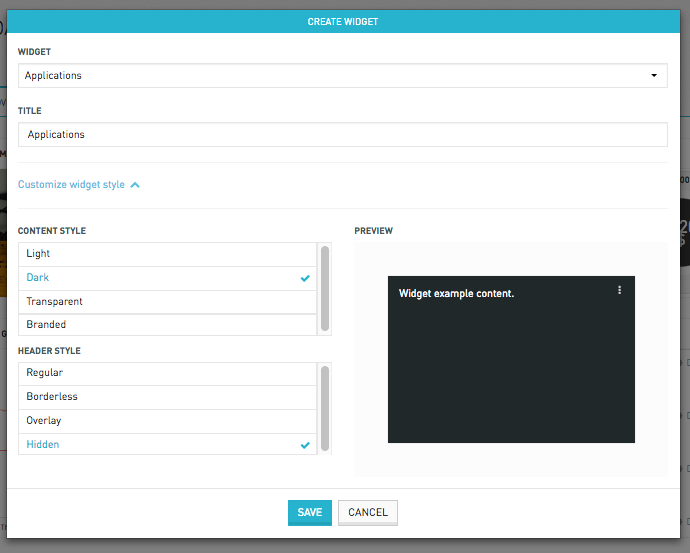 CREATE WIDGET
WIDGET
Applications
TITLE
Applications
Customize widget style
CONTENT STYLE
Light
Dark
Transparent
Branded
HEADER STYLE
Regular
Borderless
Overlay
Hidden
PREVIEW
Widget example content.
SAVE
CANCEL